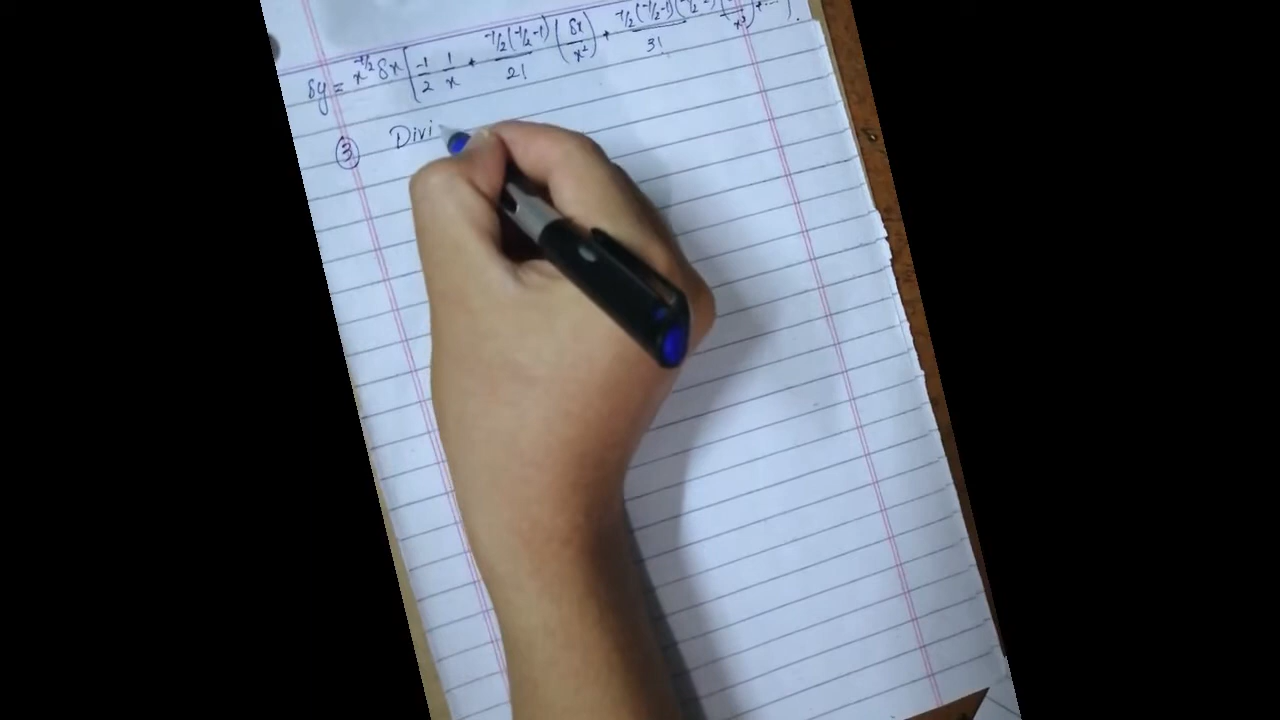 δy = x^{-1/2} δx [ -1/2 1/x + -1/2(-1/2-1)/2! (δx/x²) + -1/2(-1/2-1)(-1/2-2)/3!
③ Divi